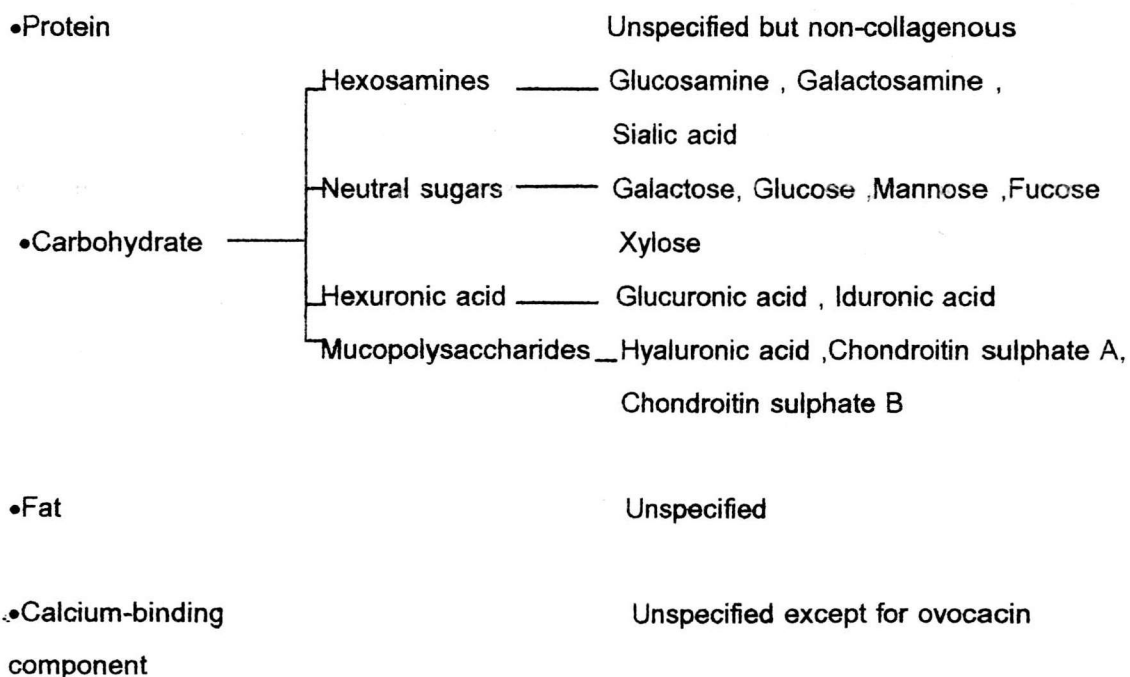 •Protein Unspecified but non-collagenous
Hexosamines Glucosamine , Galactosamine ,
Sialic acid
Neutral sugars Galactose, Glucose ,Mannose ,Fucose
•Carbohydrate Xylose
Hexuronic acid Glucuronic acid , Iduronic acid
Mucopolysaccharides Hyaluronic acid ,Chondroitin sulphate A,
Chondroitin sulphate B
•Fat Unspecified
•Calcium-binding Unspecified except for ovocacin
component